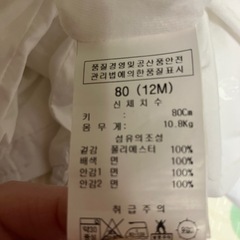 품질경영및공산품안전
관리법에의한품질표시
80 (12M)
신체치수
키 : 80Cm
몸무게: 10.8Kg
섬유의조성
겉감 폴리에스터 100%
배색 면 100%
안감1 면 100%
안감2 면 100%
취급주의